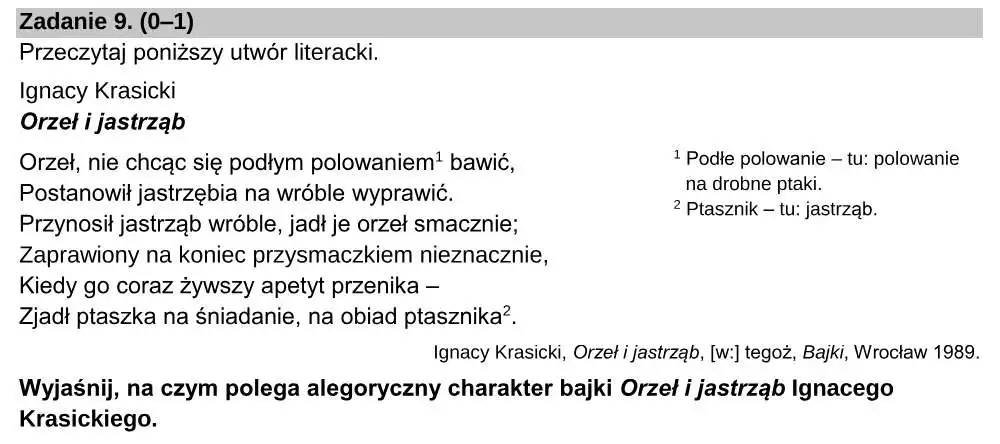 Zadanie 9. (0–1)
Przeczytaj poniższy utwór literacki.
Ignacy Krasicki
Orzeł i jastrząb
Orzeł, nie chcąc się podłym polowaniem¹ bawić,
Postanowił jastrzębia na wróble wyprawić.
Przynosił jastrząb wróble, jadł je orzeł smacznie;
Zaprawiony na koniec przysmaczkiem nieznacznie,
Kiedy go coraz żywszy apetyt przenika –
Zjadł ptaszka na śniadanie, na obiad ptasznika².
¹ Podłe polowanie – tu: polowanie
na drobne ptaki.
² Ptasznik – tu: jastrząb.
Ignacy Krasicki, Orzeł i jastrząb, [w:] tegoż, Bajki, Wrocław 1989.
Wyjaśnij, na czym polega alegoryczny charakter bajki Orzeł i jastrząb Ignacego
Krasickiego.